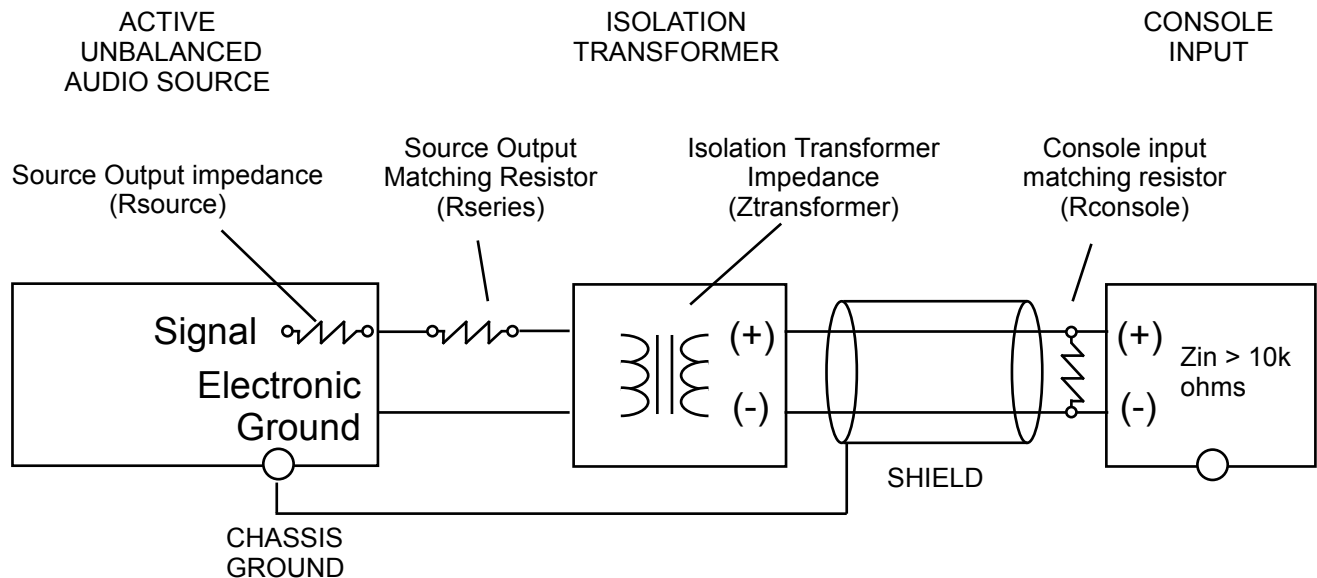 ACTIVE
UNBALANCED
AUDIO SOURCE
ISOLATION
TRANSFORMER
CONSOLE
INPUT
Source Output impedance
(Rsource)
Source Output
Matching Resistor
(Rseries)
Isolation Transformer
Impedance
(Ztransformer)
Console input
matching resistor
(Rconsole)
Signal
Electronic
Ground
(+)
(-)
(+)
(-)
Zin > 10k
ohms
SHIELD
CHASSIS
GROUND